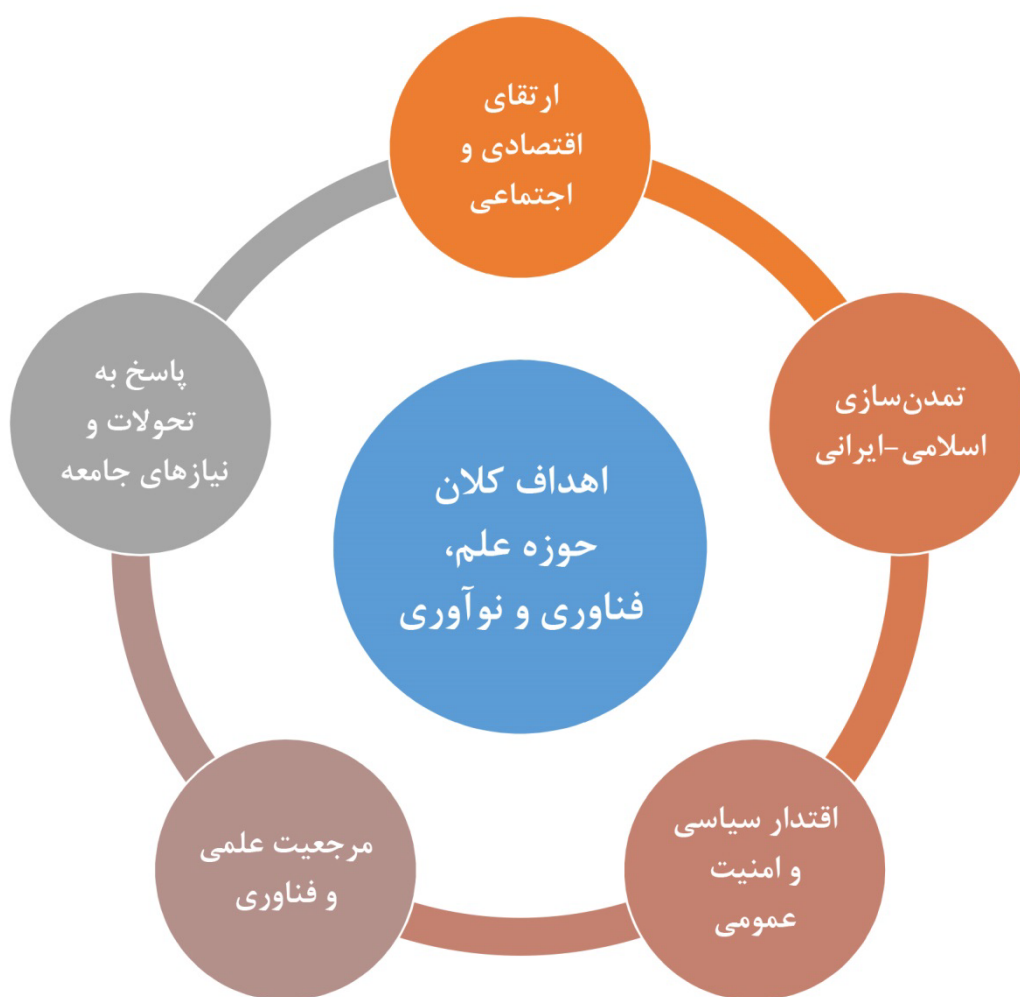 ارتقای
اقتصادی و
اجتماعی
تمدن‌سازی
اسلامی-ایرانی
اقتدار سیاسی
و امنیت
عمومی
مرجعیت علمی
و فناوری
پاسخ به
تحولات و
نیازهای جامعه
اهداف کلان
حوزه علم،
فناوری و نوآوری